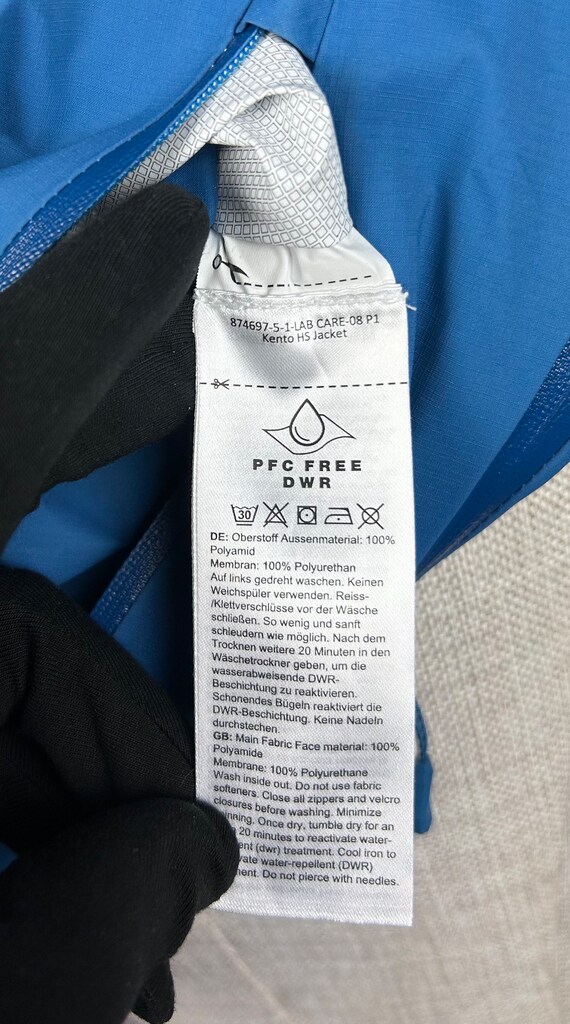 874697-5-1-LAB CARE-08 P1
Kento HS Jacket
PFC FREE
DWR
30
DE: Oberstoff Aussenmaterial: 100%
Polyamid
Membran: 100% Polyurethan
Auf links gedreht waschen. Keinen
Weichspüler verwenden. Reiss-
/Klettverschlüsse vor der Wäsche
schließen. So wenig und sanft
schleudern wie möglich. Nach dem
Trocknen weitere 20 Minuten in den
Wäschetrockner geben, um die
wasserabweisende DWR-
Beschichtung zu reaktivieren.
Schonendes Bügeln reaktiviert die
DWR-Beschichtung. Keine Nadeln
durchstechen.
GB: Main Fabric Face material: 100%
Polyamide
Membrane: 100% Polyurethane
Wash inside out. Do not use fabric
softeners. Close all zippers and velcro
closures before washing. Minimize
Once dry, tumble dry for an
20 minutes to reactivate water-
(dwr) treatment. Cool iron to
water-repellent (DWR)
Do not pierce with needles.